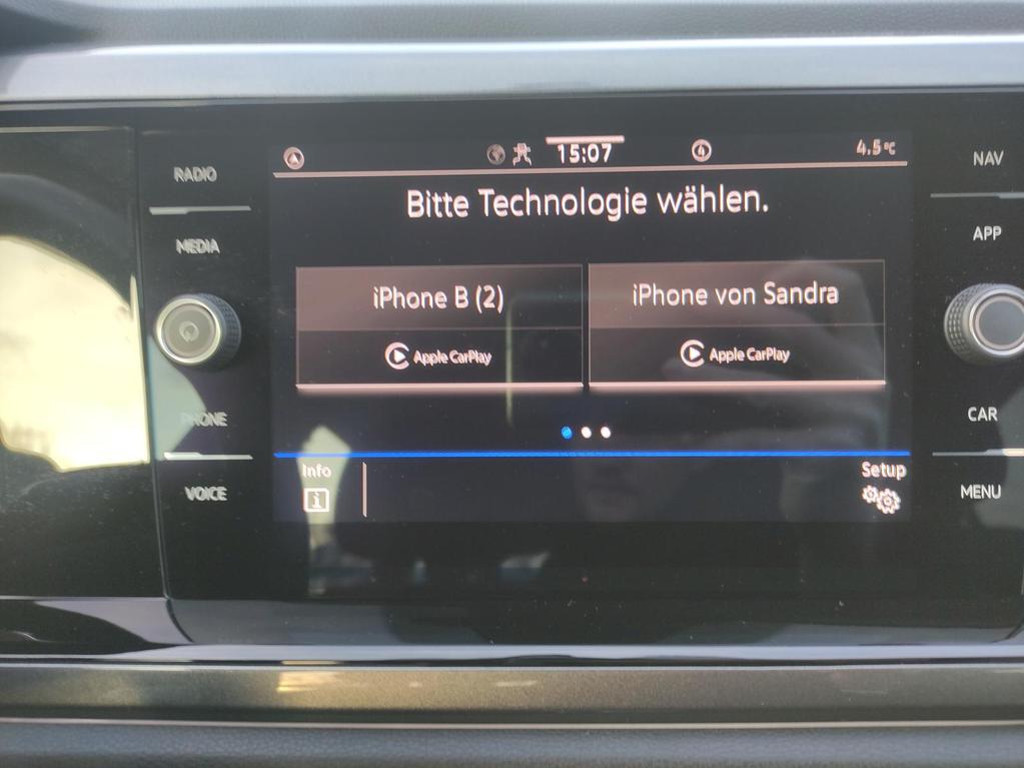 RADIO
MEDIA
PHONE
VOICE
15:07
4.5°C
Bitte Technologie wählen.
iPhone B (2)
Apple CarPlay
iPhone von Sandra
Apple CarPlay
Info
i
Setup
NAV
APP
CAR
MENU